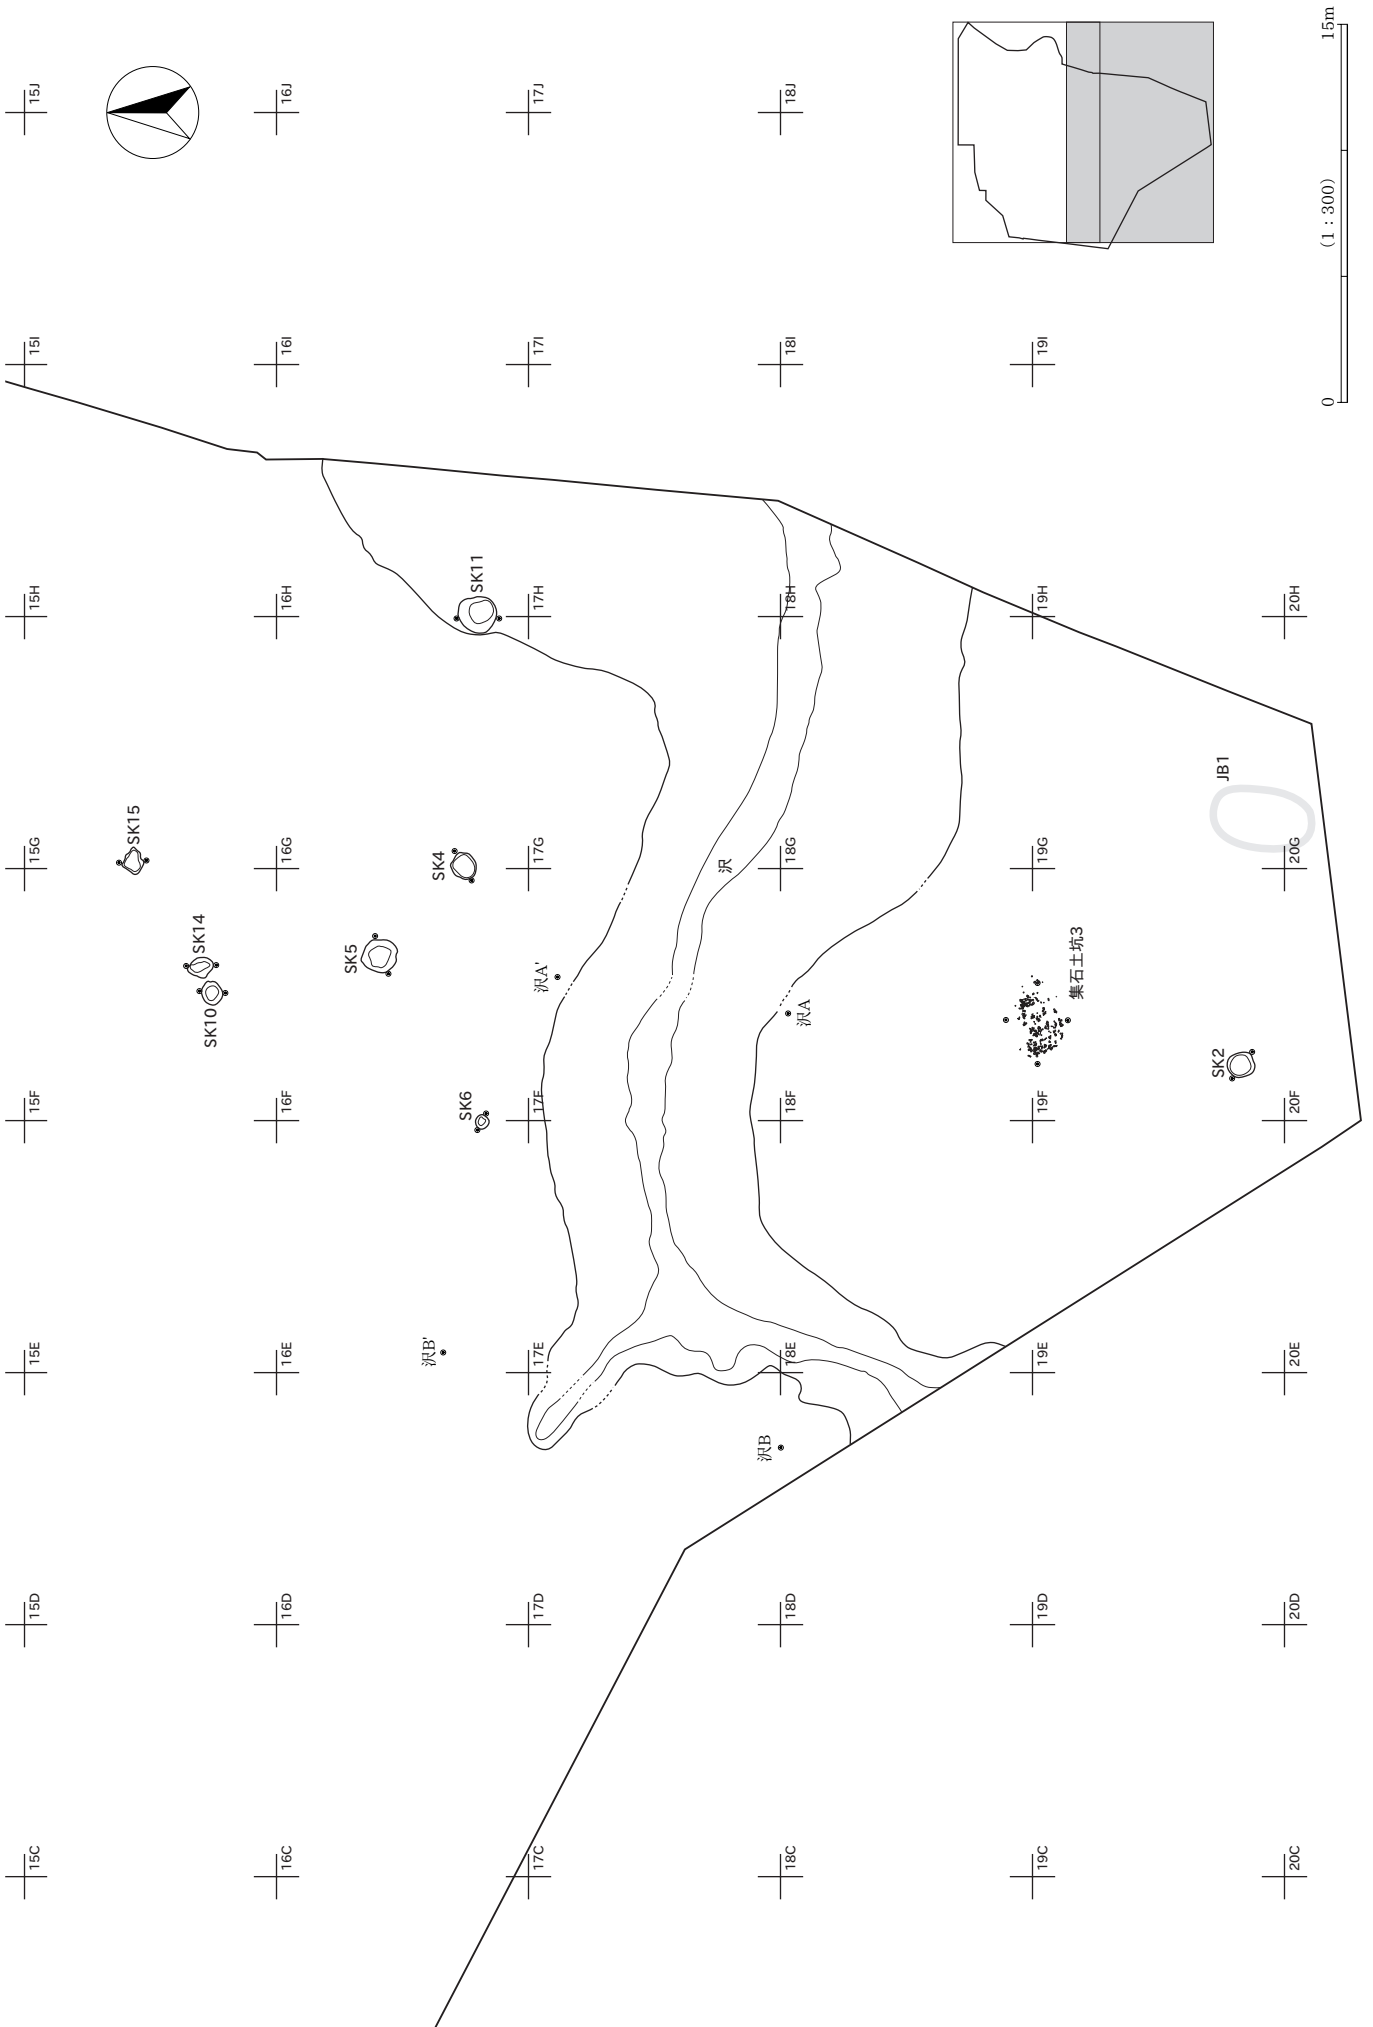 15C
15D
15E
15F
15G
15H
15I
15J
SK15
SK10
SK14
16C
16D
16E
16F
16G
16H
16I
16J
SK5
沢B'
SK4
SK6
SK11
17C
17D
17E
17F
沢A'
17G
17H
17I
17J
沢
沢B
18C
18D
18E
18F
沢A
18G
18H
18I
18J
19C
19D
19E
19F
19G
19H
19I
集石土坑3
SK2
JB1
20C
20D
20E
20F
20G
20H
0
(1:300)
15m